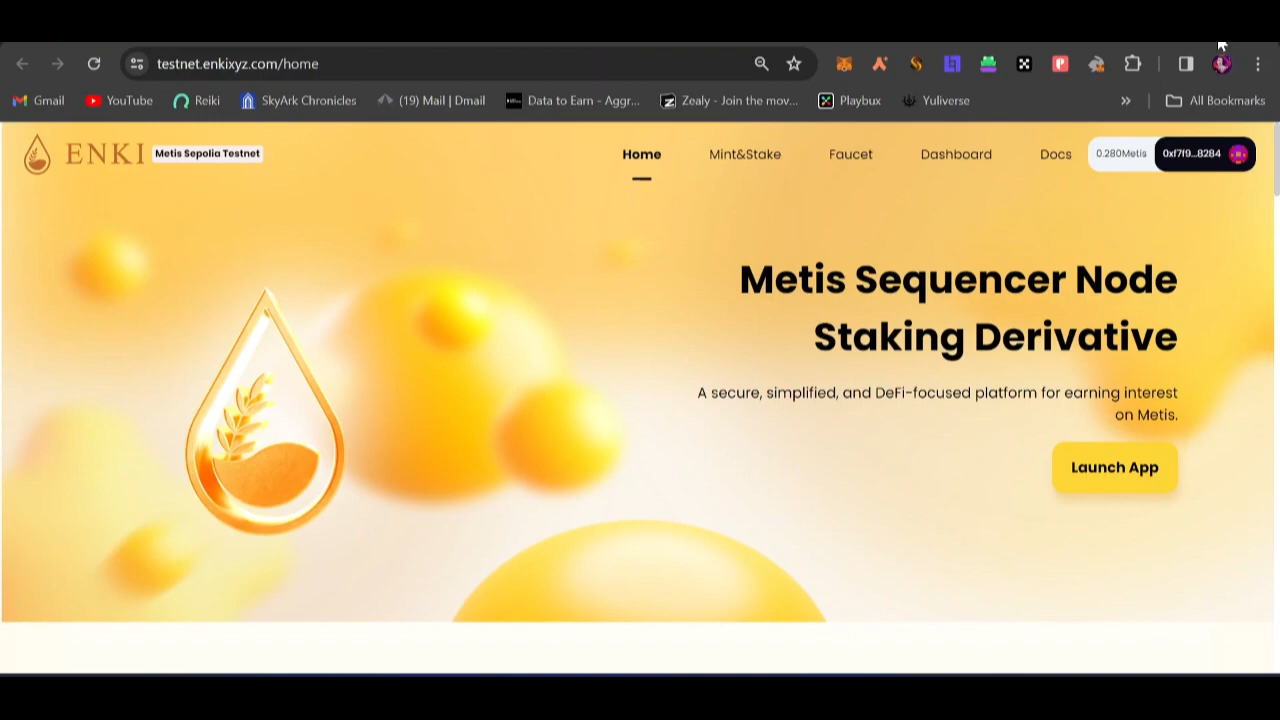 testnet.enkixyz.com/home
Gmail YouTube Reiki SkyArk Chronicles (19) Mail | Dmail Data to Earn - Aggr... Zealy - Join the mov... Playbux Yuliverse » All Bookmarks
ENKI Metis Sepolia Testnet Home Mint&Stake Faucet Dashboard Docs 0.280Metis 0xf7f9...8284
Metis Sequencer Node
Staking Derivative
A secure, simplified, and DeFi-focused platform for earning interest
on Metis.
Launch App